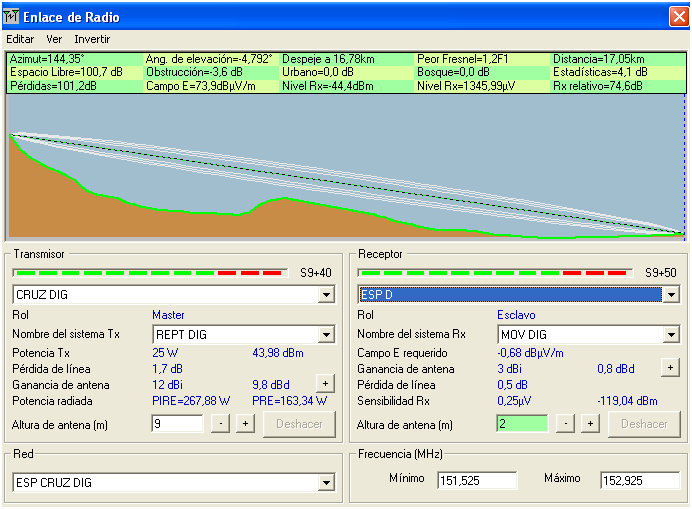 Enlace de Radio
Editar Ver Invertir
Azimut=144,35° Ang. de elevación=-4,792° Despeje a 16,78km Peor Fresnel=1,2F1 Distancia=17,05km
Espacio Libre=100,7 dB Obstrucción=-3,6 dB Urbano=0,0 dB Bosque=0,0 dB Estadísticas=4,1 dB
Pérdidas=101,2dB Campo E=73,9dBµV/m Nivel Rx=-44,4dBm Nivel Rx=1345,99µV Rx relativo=74,6dB
Transmisor
S9+40
CRUZ DIG
Rol Master
Nombre del sistema Tx REPT DIG
Potencia Tx 25 W 43,98 dBm
Pérdida de línea 1,7 dB
Ganancia de antena 12 dBi 9,8 dBd +
Potencia radiada PIRE=267,88 W PRE=163,34 W
Altura de antena (m) 9 - + Deshacer
Receptor
S9+50
ESP D
Rol Esclavo
Nombre del sistema Rx MOV DIG
Campo E requerido -0,68 dBµV/m
Ganancia de antena 3 dBi 0,8 dBd +
Pérdida de línea 0,5 dB
Sensibilidad Rx 0,25µV -119,04 dBm
Altura de antena (m) 2 - + Deshacer
Red
ESP CRUZ DIG
Frecuencia (MHz)
Mínimo 151,525 Máximo 152,925